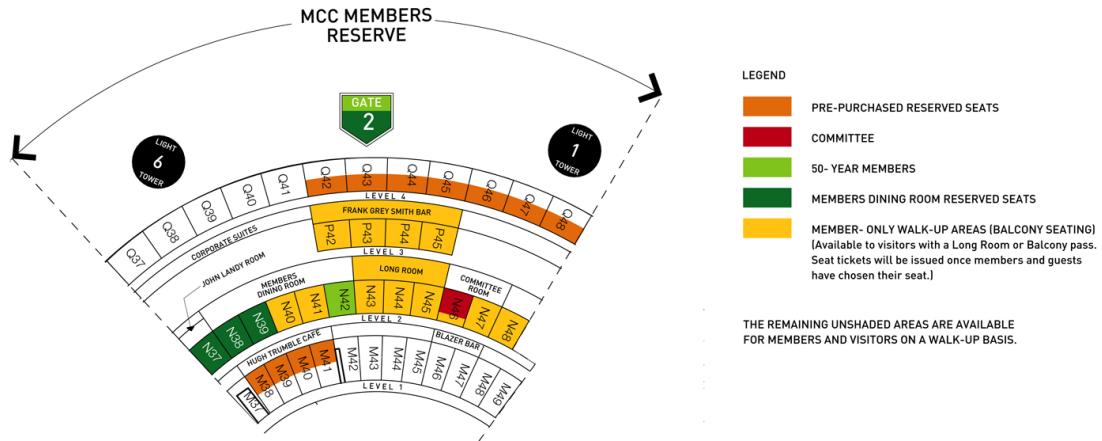 MCC MEMBERS
RESERVE
GATE
2
LIGHT
6
TOWER
LIGHT
1
TOWER
Q37
Q38
Q39
Q40
Q41
Q42
Q43
Q44
Q45
Q46
Q47
Q48
LEVEL 4
CORPORATE SUITES
FRANK GREY SMITH BAR
P42
P43
P44
P45
LEVEL 3
JOHN LANDY ROOM
MEMBERS
DINING ROOM
LONG ROOM
COMMITTEE
ROOM
N37
N38
N39
N40
N41
N42
N43
N44
N45
N46
N47
N48
LEVEL 2
HUGH TRUMBLE CAFE
BLAZER BAR
M37
M38
M39
M40
M41
M42
M43
M44
M45
M46
M47
M48
M49
LEVEL 1
LEGEND
PRE-PURCHASED RESERVED SEATS
COMMITTEE
50- YEAR MEMBERS
MEMBERS DINING ROOM RESERVED SEATS
MEMBER- ONLY WALK-UP AREAS (BALCONY SEATING)
(Available to visitors with a Long Room or Balcony pass.
Seat tickets will be issued once members and guests
have chosen their seat.)
THE REMAINING UNSHADED AREAS ARE AVAILABLE
FOR MEMBERS AND VISITORS ON A WALK-UP BASIS.